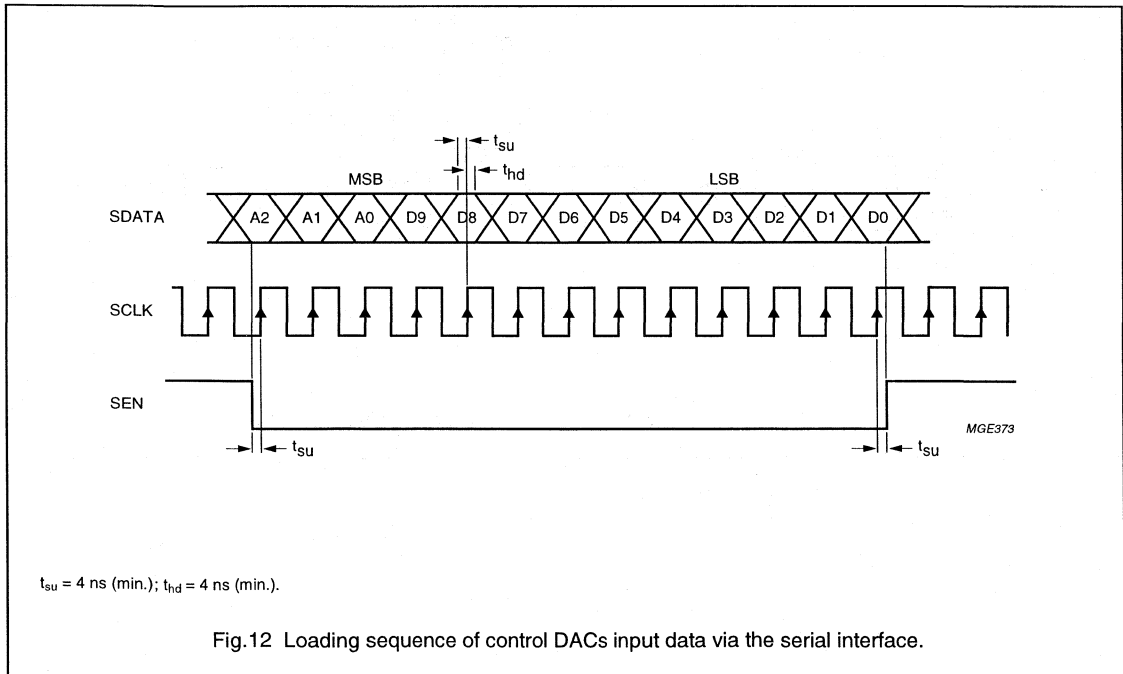 t_su
t_hd
MSB LSB
SDATA A2 A1 A0 D9 D8 D7 D6 D5 D4 D3 D2 D1 D0
SCLK
SEN
MGE373
t_su t_su
t_su = 4 ns (min.); t_hd = 4 ns (min.).
Fig.12 Loading sequence of control DACs input data via the serial interface.